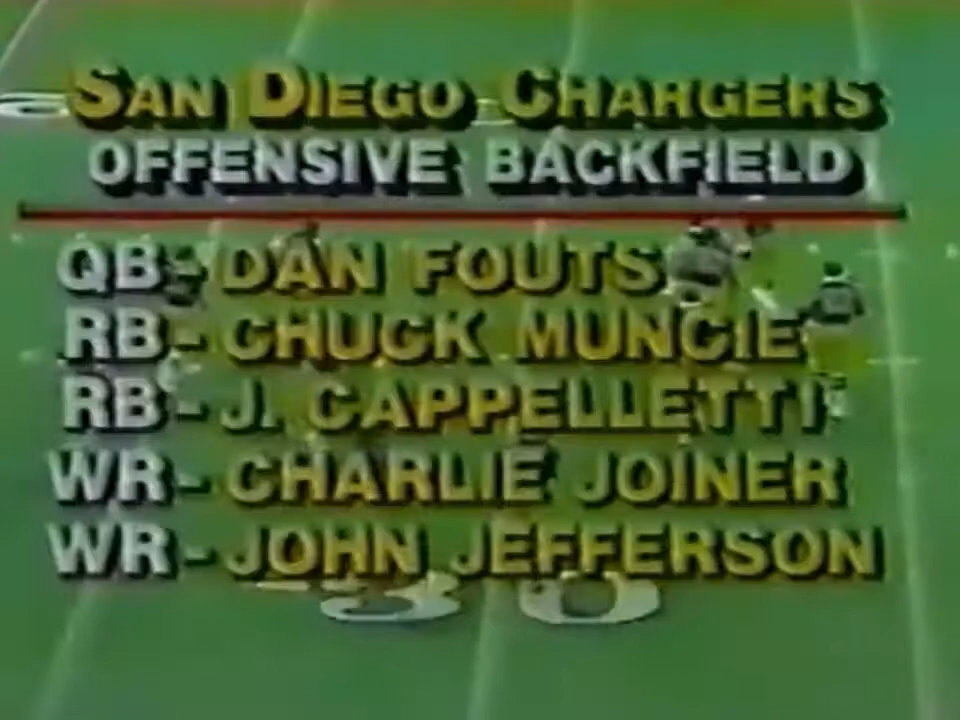 SAN DIEGO CHARGERS
OFFENSIVE BACKFIELD
QB- DAN FOUTS
RB- CHUCK MUNCIE
RB- J. CAPPELLETTI
WR- CHARLIE JOINER
WR- JOHN JEFFERSON
30